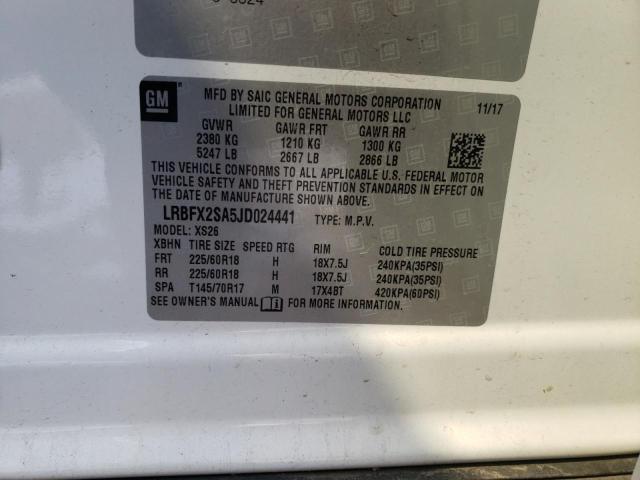 GM
MFD BY SAIC GENERAL MOTORS CORPORATION
LIMITED FOR GENERAL MOTORS LLC
11/17
GVWR GAWR FRT GAWR RR
2380 KG 1210 KG 1300 KG
5247 LB 2667 LB 2866 LB
THIS VEHICLE CONFORMS TO ALL APPLICABLE U.S. FEDERAL MOTOR
VEHICLE SAFETY AND THEFT PREVENTION STANDARDS IN EFFECT ON
THE DATE OF MANUFACTURE SHOWN ABOVE.
LRBFX2SA5JD024441 TYPE: M.P.V.
MODEL: XS26
XBHN TIRE SIZE SPEED RTG RIM COLD TIRE PRESSURE
FRT 225/60R18 H 18X7.5J 240KPA(35PSI)
RR 225/60R18 H 18X7.5J 240KPA(35PSI)
SPA T145/70R17 M 17X4BT 420KPA(60PSI)
SEE OWNER'S MANUAL FOR MORE INFORMATION